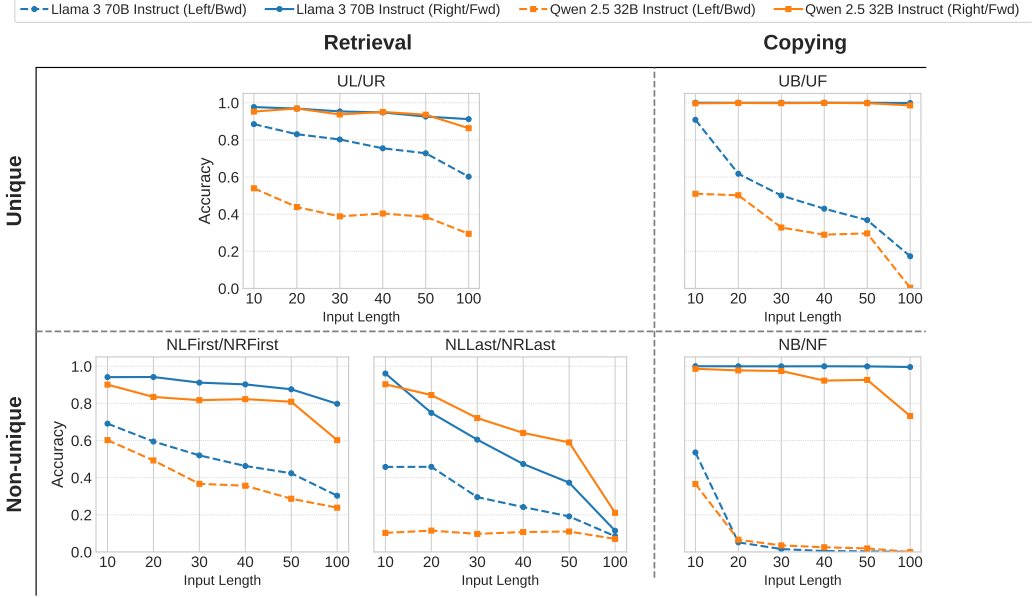 Llama 3 70B Instruct (Left/Bwd) Llama 3 70B Instruct (Right/Fwd) Qwen 2.5 32B Instruct (Left/Bwd) Qwen 2.5 32B Instruct (Right/Fwd)
Retrieval Copying
Unique
UL/UR
Accuracy
1.0
0.8
0.6
0.4
0.2
0.0
10 20 30 40 50 100
Input Length
UB/UF
10 20 30 40 50 100
Input Length
Non-unique
NLFirst/NRFirst
Accuracy
1.0
0.8
0.6
0.4
0.2
0.0
10 20 30 40 50 100
Input Length
NLLast/NRLast
10 20 30 40 50 100
Input Length
NB/NF
10 20 30 40 50 100
Input Length